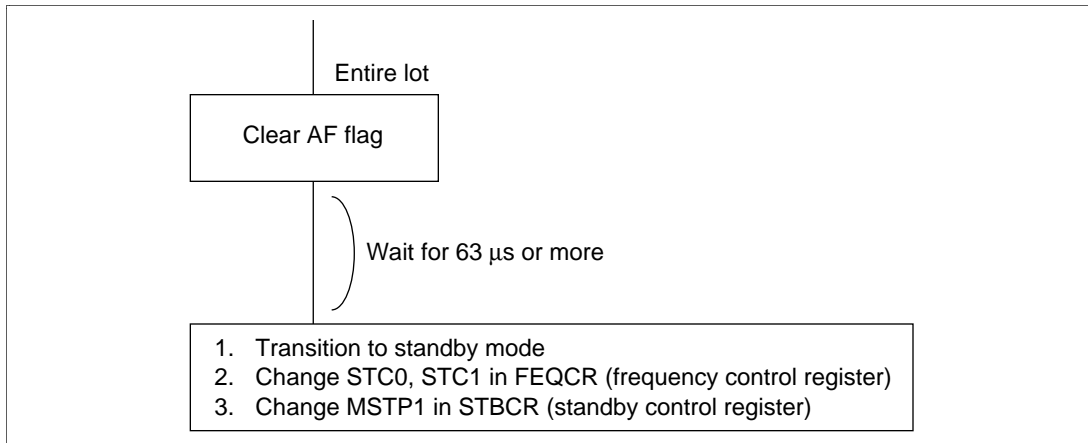 Entire lot
Clear AF flag
Wait for 63 μs or more
1. Transition to standby mode
2. Change STC0, STC1 in FEQCR (frequency control register)
3. Change MSTP1 in STBCR (standby control register)